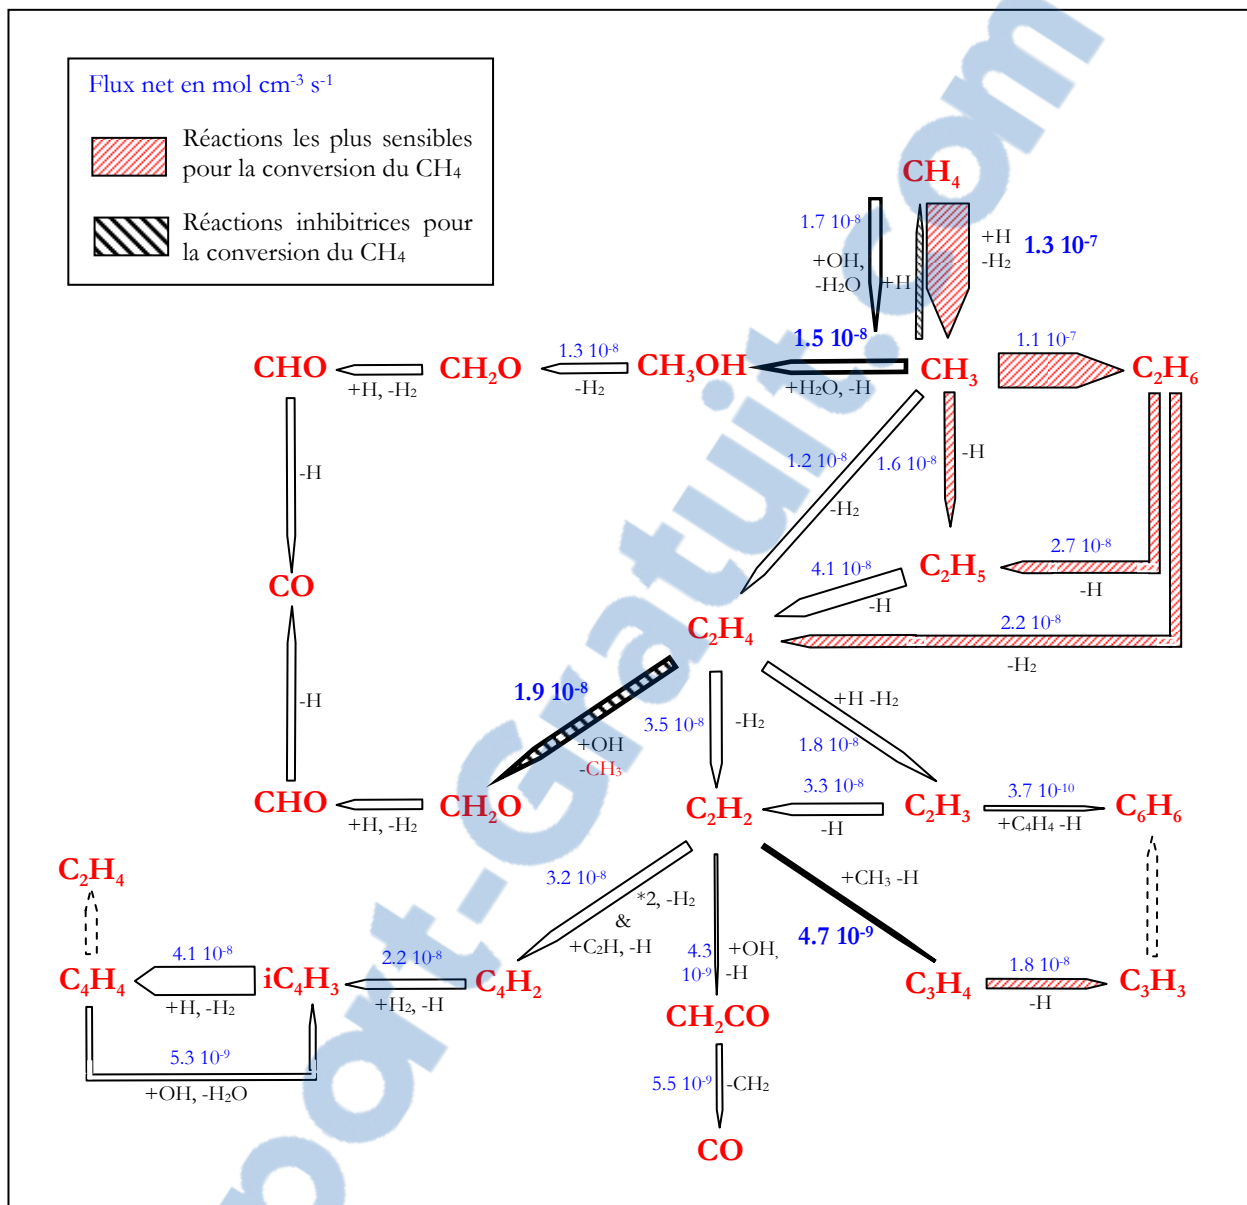 Flux net en mol cm⁻³ s⁻¹
Réactions les plus sensibles
pour la conversion du CH₄
Réactions inhibitrices pour
la conversion du CH₄
CH₄
1.7 10⁻⁸
+OH,
-H₂O
+H
+H
-H₂
1.3 10⁻⁷
CHO
+H, -H₂
CH₂O
1.3 10⁻⁸
-H₂
CH₃OH
1.5 10⁻⁸
+H₂O, -H
CH₃
1.1 10⁻⁷
C₂H₆
-H
1.2 10⁻⁸
-H₂
1.6 10⁻⁸
-H
CO
4.1 10⁻⁸
-H
C₂H₅
2.7 10⁻⁸
-H
C₂H₄
2.2 10⁻⁸
-H₂
-H
1.9 10⁻⁸
+OH
-CH₃
3.5 10⁻⁸
-H₂
+H -H₂
1.8 10⁻⁸
CHO
+H, -H₂
CH₂O
C₂H₂
3.3 10⁻⁸
-H
C₂H₃
3.7 10⁻¹⁰
+C₄H₄ -H
C₆H₆
C₂H₄
3.2 10⁻⁸
*2, -H₂
&
+C₂H, -H
4.3
10⁻⁹
+OH,
-H
+CH₃ -H
4.7 10⁻⁹
C₄H₄
4.1 10⁻⁸
+H, -H₂
iC₄H₃
2.2 10⁻⁸
+H₂, -H
C₄H₂
C₃H₄
1.8 10⁻⁸
-H
C₃H₃
CH₂CO
5.3 10⁻⁹
+OH, -H₂O
5.5 10⁻⁹
-CH₂
CO
port-Gratuit.com